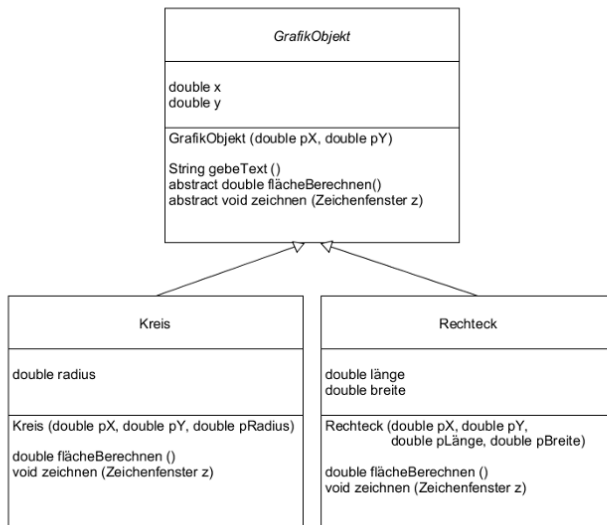 GrafikObjekt
double x
double y
GrafikObjekt (double pX, double pY)
String gebeText ()
abstract double flächeBerechnen()
abstract void zeichnen (Zeichenfenster z)
Kreis
double radius
Kreis (double pX, double pY, double pRadius)
double flächeBerechnen ()
void zeichnen (Zeichenfenster z)
Rechteck
double länge
double breite
Rechteck (double pX, double pY,
double pLänge, double pBreite)
double flächeBerechnen ()
void zeichnen (Zeichenfenster z)